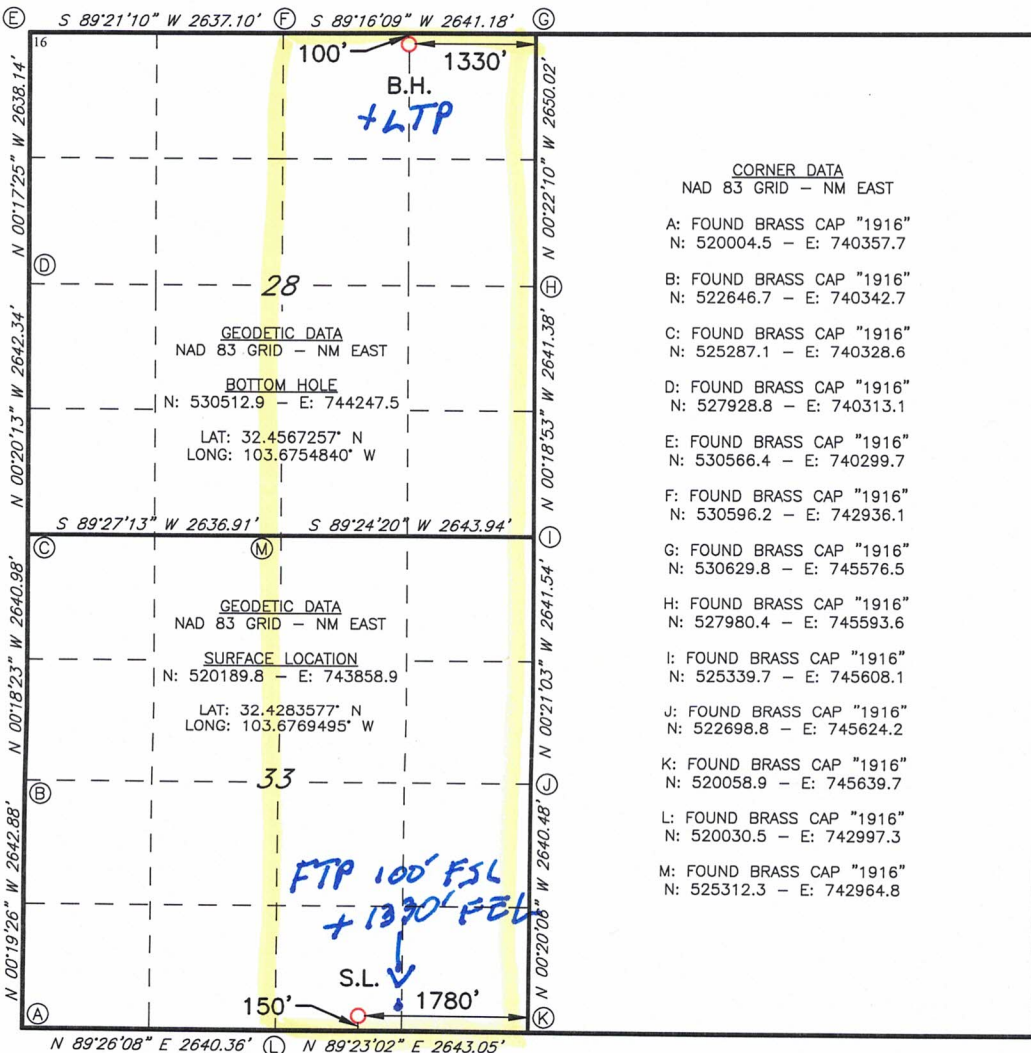 Ⓔ S 89°21'10" W 2637.10' Ⓕ S 89°16'09" W 2641.18' Ⓖ
16
100'
1330'
B.H.
+ LTP
N 00°17'25" W 2638.14'
N 00°22'10" W 2650.02'
Ⓓ
28
Ⓗ
GEODETIC DATA
NAD 83 GRID – NM EAST
BOTTOM HOLE
N: 530512.9 – E: 744247.5
LAT: 32.4567257° N
LONG: 103.6754840° W
N 00°20'13" W 2642.34'
N 00°18'53" W 2641.38'
S 89°27'13" W 2636.91' S 89°24'20" W 2643.94'
Ⓒ Ⓜ Ⓘ
GEODETIC DATA
NAD 83 GRID – NM EAST
SURFACE LOCATION
N: 520189.8 – E: 743858.9
LAT: 32.4283577° N
LONG: 103.6769495° W
N 00°18'23" W 2640.98'
N 00°21'03" W 2641.54'
Ⓑ
33
Ⓙ
FTP 100' FSL
+ 1330' FEL
N 00°19'26" W 2642.88'
N 00°20'06" W 2640.48'
S.L.
150'
1780'
Ⓐ
Ⓚ
N 89°26'08" E 2640.36' Ⓛ N 89°23'02" E 2643.05'
CORNER DATA
NAD 83 GRID – NM EAST
A: FOUND BRASS CAP "1916"
N: 520004.5 – E: 740357.7
B: FOUND BRASS CAP "1916"
N: 522646.7 – E: 740342.7
C: FOUND BRASS CAP "1916"
N: 525287.1 – E: 740328.6
D: FOUND BRASS CAP "1916"
N: 527928.8 – E: 740313.1
E: FOUND BRASS CAP "1916"
N: 530566.4 – E: 740299.7
F: FOUND BRASS CAP "1916"
N: 530596.2 – E: 742936.1
G: FOUND BRASS CAP "1916"
N: 530629.8 – E: 745576.5
H: FOUND BRASS CAP "1916"
N: 527980.4 – E: 745593.6
I: FOUND BRASS CAP "1916"
N: 525339.7 – E: 745608.1
J: FOUND BRASS CAP "1916"
N: 522698.8 – E: 745624.2
K: FOUND BRASS CAP "1916"
N: 520058.9 – E: 745639.7
L: FOUND BRASS CAP "1916"
N: 520030.5 – E: 742997.3
M: FOUND BRASS CAP "1916"
N: 525312.3 – E: 742964.8